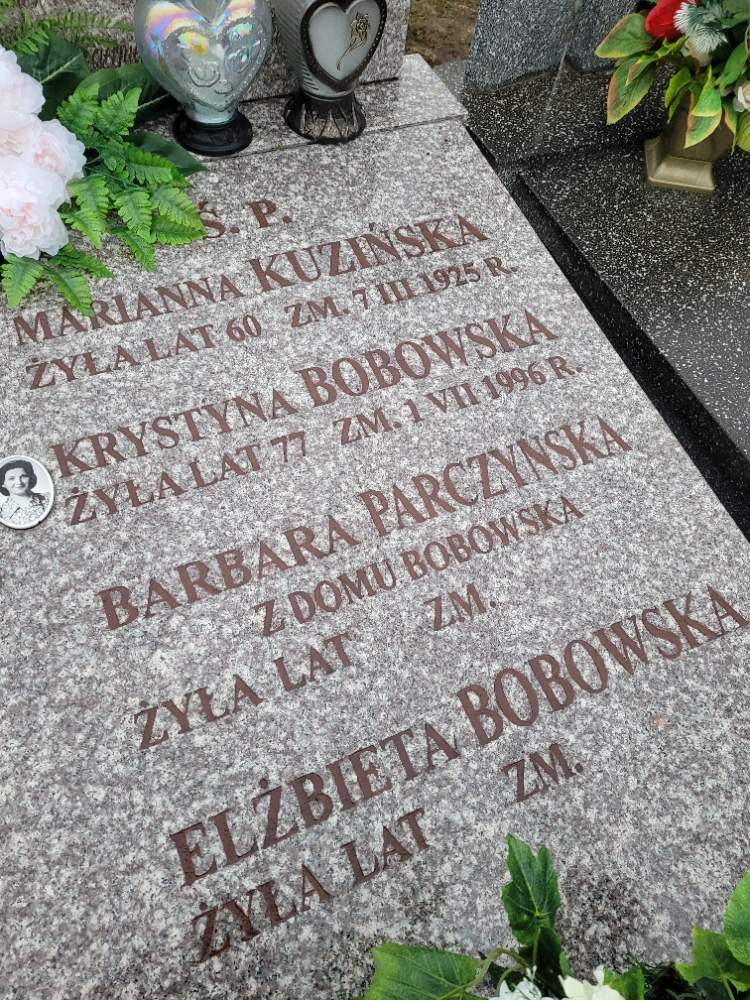 Ś. P.
MARIANNA KUZIŃSKA
ŻYŁA LAT 60 ZM. 7 III 1925 R.
KRYSTYNA BOBOWSKA
ŻYŁA LAT 77 ZM. 1 VII 1996 R.
BARBARA PARCZYŃSKA
Z DOMU BOBOWSKA
ŻYŁA LAT ZM.
ELŻBIETA BOBOWSKA
ŻYŁA LAT ZM.